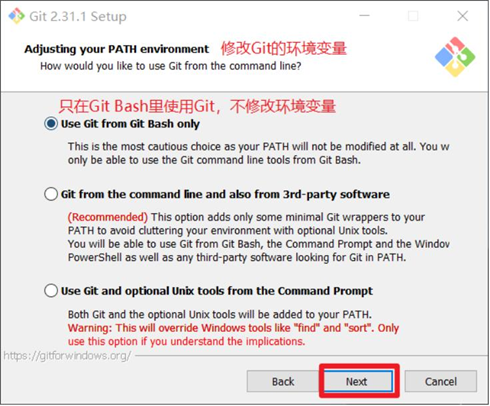 Git 2.31.1 Setup
Adjusting your PATH environment 修改Git的环境变量
How would you like to use Git from the command line?
只在Git Bash里使用Git，不修改环境变量
Use Git from Git Bash only
This is the most cautious choice as your PATH will not be modified at all. You w
only be able to use the Git command line tools from Git Bash.
Git from the command line and also from 3rd-party software
(Recommended) This option adds only some minimal Git wrappers to your
PATH to avoid cluttering your environment with optional Unix tools.
You will be able to use Git from Git Bash, the Command Prompt and the Window
PowerShell as well as any third-party software looking for Git in PATH.
Use Git and optional Unix tools from the Command Prompt
Both Git and the optional Unix tools will be added to your PATH.
Warning: This will override Windows tools like "find" and "sort". Only
use this option if you understand the implications.
https://gitforwindows.org/
Back Next Cancel